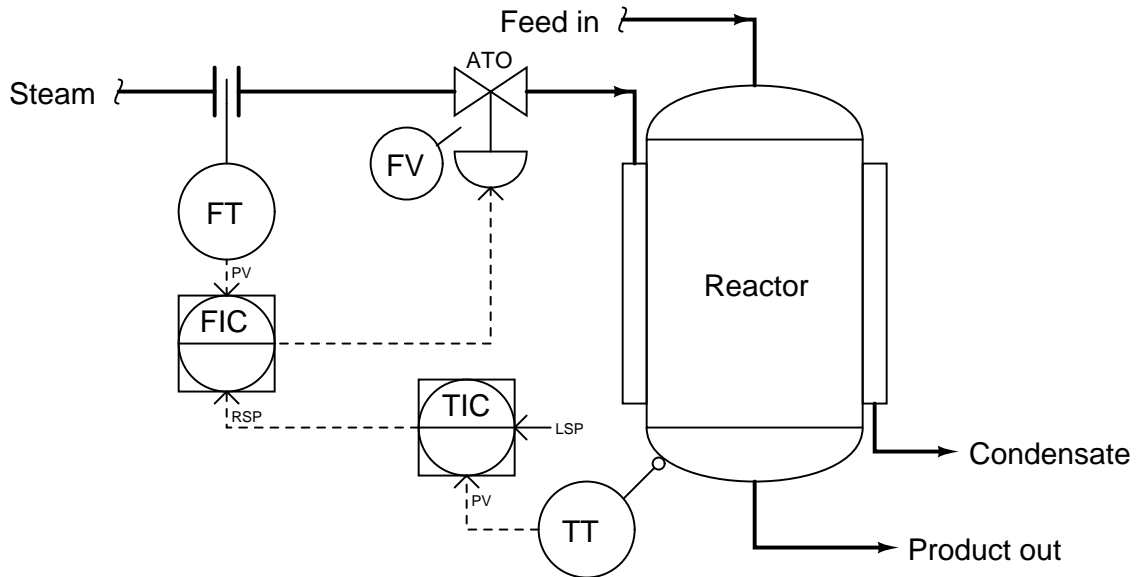 Feed in
ATO
Steam
FV
FT
PV
Reactor
FIC
RSP
TIC
LSP
Condensate
PV
TT
Product out